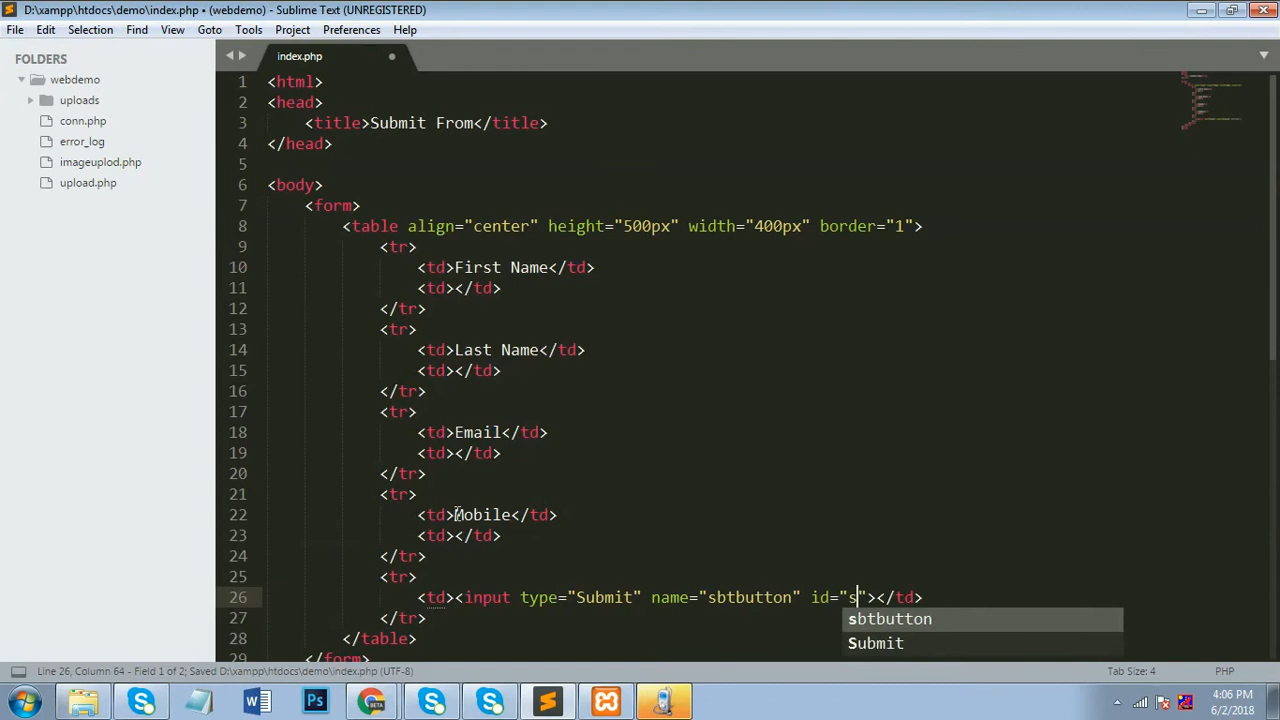 D:\xampp\htdocs\demo\index.php • (webdemo) - Sublime Text (UNREGISTERED)
File Edit Selection Find View Goto Tools Project Preferences Help
FOLDERS
webdemo
uploads
conn.php
error_log
imageuplod.php
upload.php
index.php
1 <html>
2 <head>
3 <title>Submit From</title>
4 </head>
5
6 <body>
7 <form>
8 <table align="center" height="500px" width="400px" border="1">
9 <tr>
10 <td>First Name</td>
11 <td></td>
12 </tr>
13 <tr>
14 <td>Last Name</td>
15 <td></td>
16 </tr>
17 <tr>
18 <td>Email</td>
19 <td></td>
20 </tr>
21 <tr>
22 <td>Mobile</td>
23 <td></td>
24 </tr>
25 <tr>
26 <td><input type="Submit" name="sbtbutton" id="s"></td>
sbtbutton
Submit
27 </tr>
28 </table>
29 </form>
Line 26, Column 64 - Field 1 of 2; Saved D:\xampp\htdocs\demo\index.php (UTF-8) Tab Size: 4 PHP
BETA
4:06 PM
6/2/2018